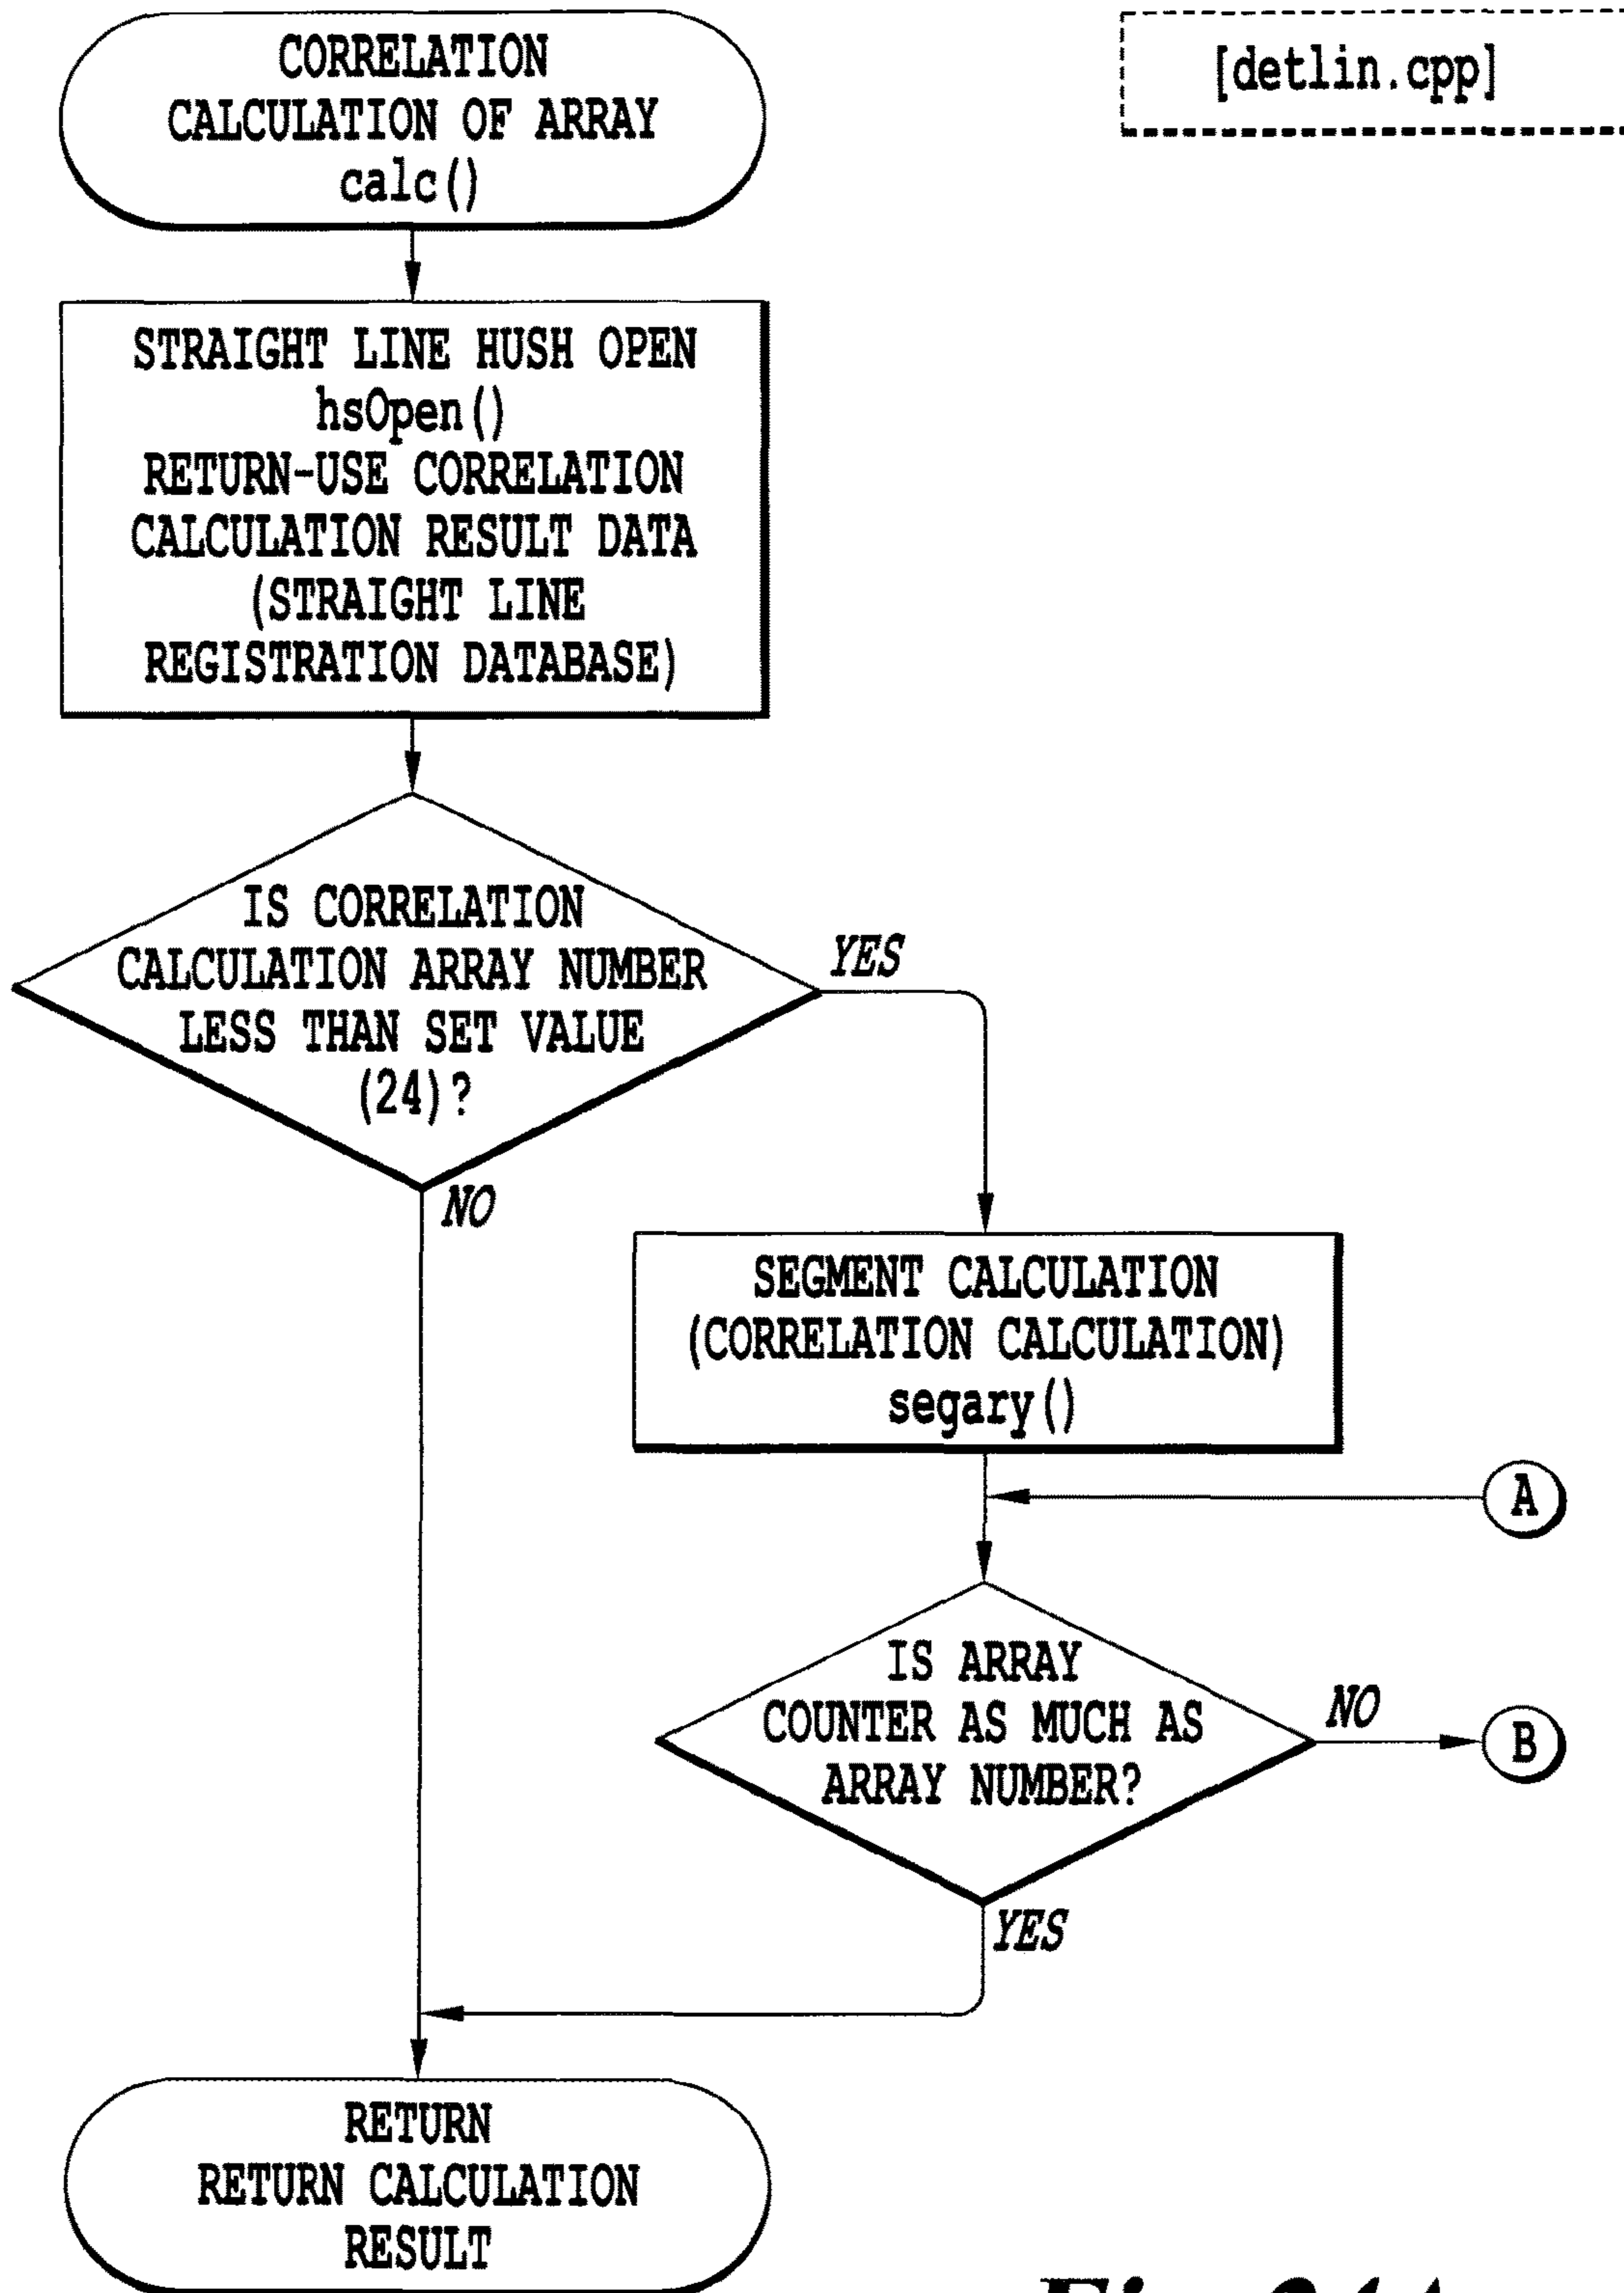 CORRELATION
CALCULATION OF ARRAY
calc()
[detlin.cpp]
STRAIGHT LINE HUSH OPEN
hsOpen()
RETURN-USE CORRELATION
CALCULATION RESULT DATA
(STRAIGHT LINE
REGISTRATION DATABASE)
IS CORRELATION
CALCULATION ARRAY NUMBER
LESS THAN SET VALUE
(24)?
YES
NO
SEGMENT CALCULATION
(CORRELATION CALCULATION)
segary()
A
IS ARRAY
COUNTER AS MUCH AS
ARRAY NUMBER?
NO
B
YES
RETURN
RETURN CALCULATION
RESULT